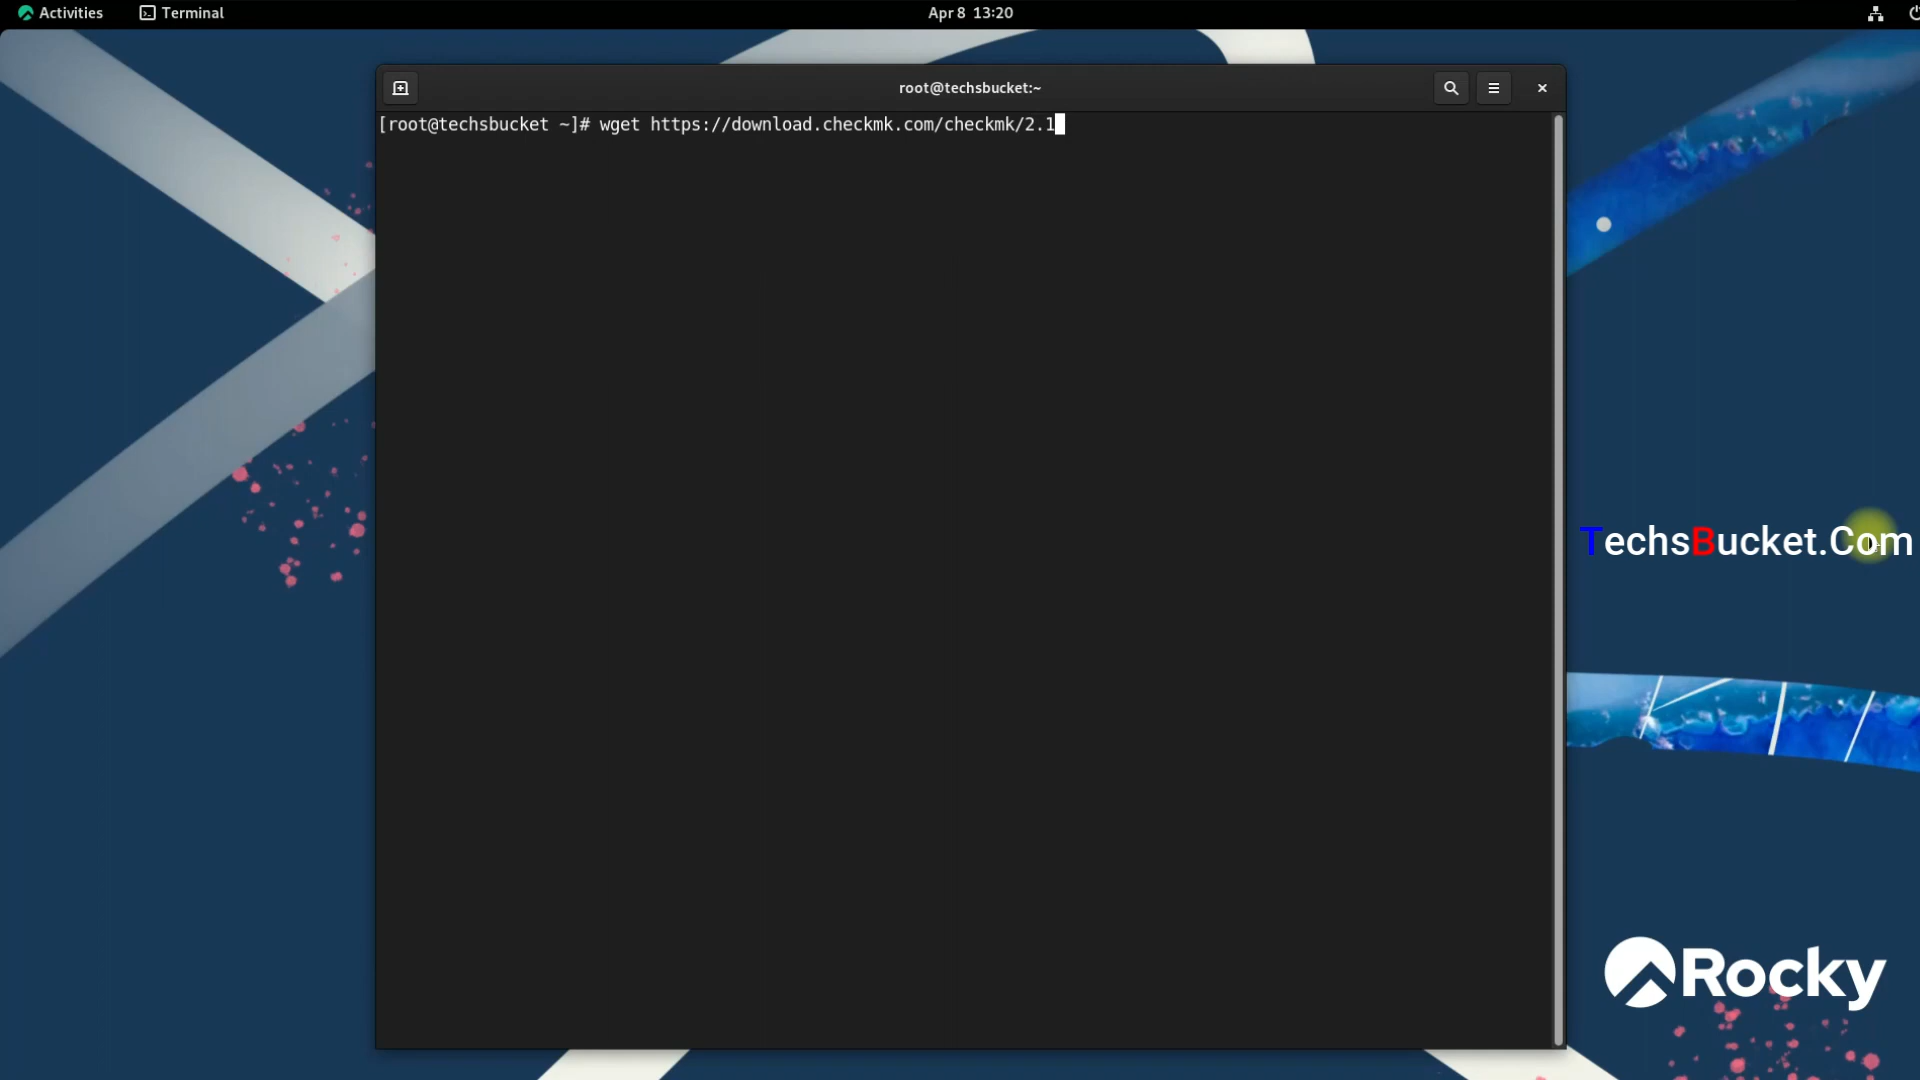 Activities
Terminal
Apr 8 13:20
root@techsbucket:~
[root@techsbucket ~]# wget https://download.checkmk.com/checkmk/2.1
TechsBucket.Com
Rocky